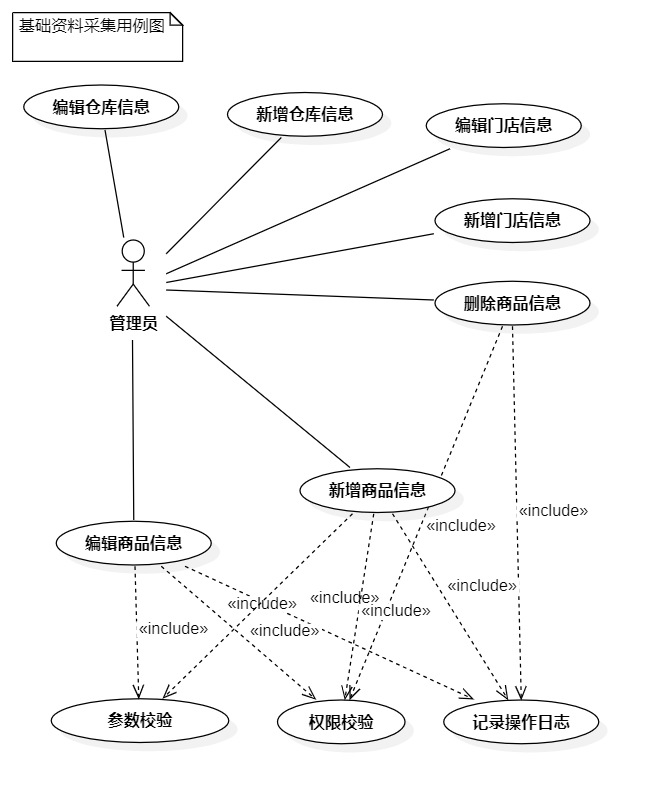 基础资料采集用例图
编辑仓库信息
新增仓库信息
编辑门店信息
新增门店信息
删除商品信息
管理员
新增商品信息
«include»
«include»
编辑商品信息
«include»
«include»
«include»
«include»
«include»
«include»
参数校验
权限校验
记录操作日志